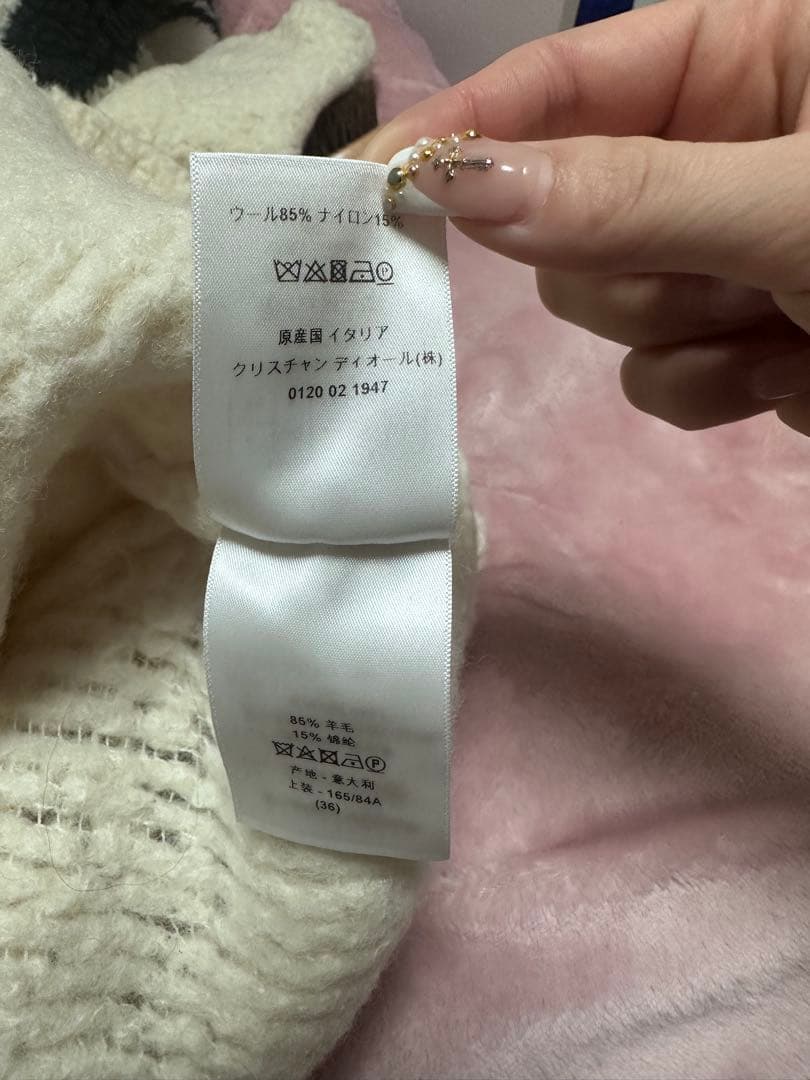 ウール85% ナイロン15%
原産国 イタリア
クリスチャン ディオール(株)
0120 02 1947
85% 羊毛
15% 锦纶
产地 - 意大利
上装 - 165/84A
(36)